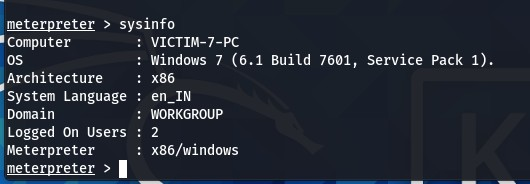 meterpreter > sysinfo
Computer        : VICTIM-7-PC
OS              : Windows 7 (6.1 Build 7601, Service Pack 1).
Architecture    : x86
System Language : en_IN
Domain          : WORKGROUP
Logged On Users : 2
Meterpreter     : x86/windows
meterpreter >